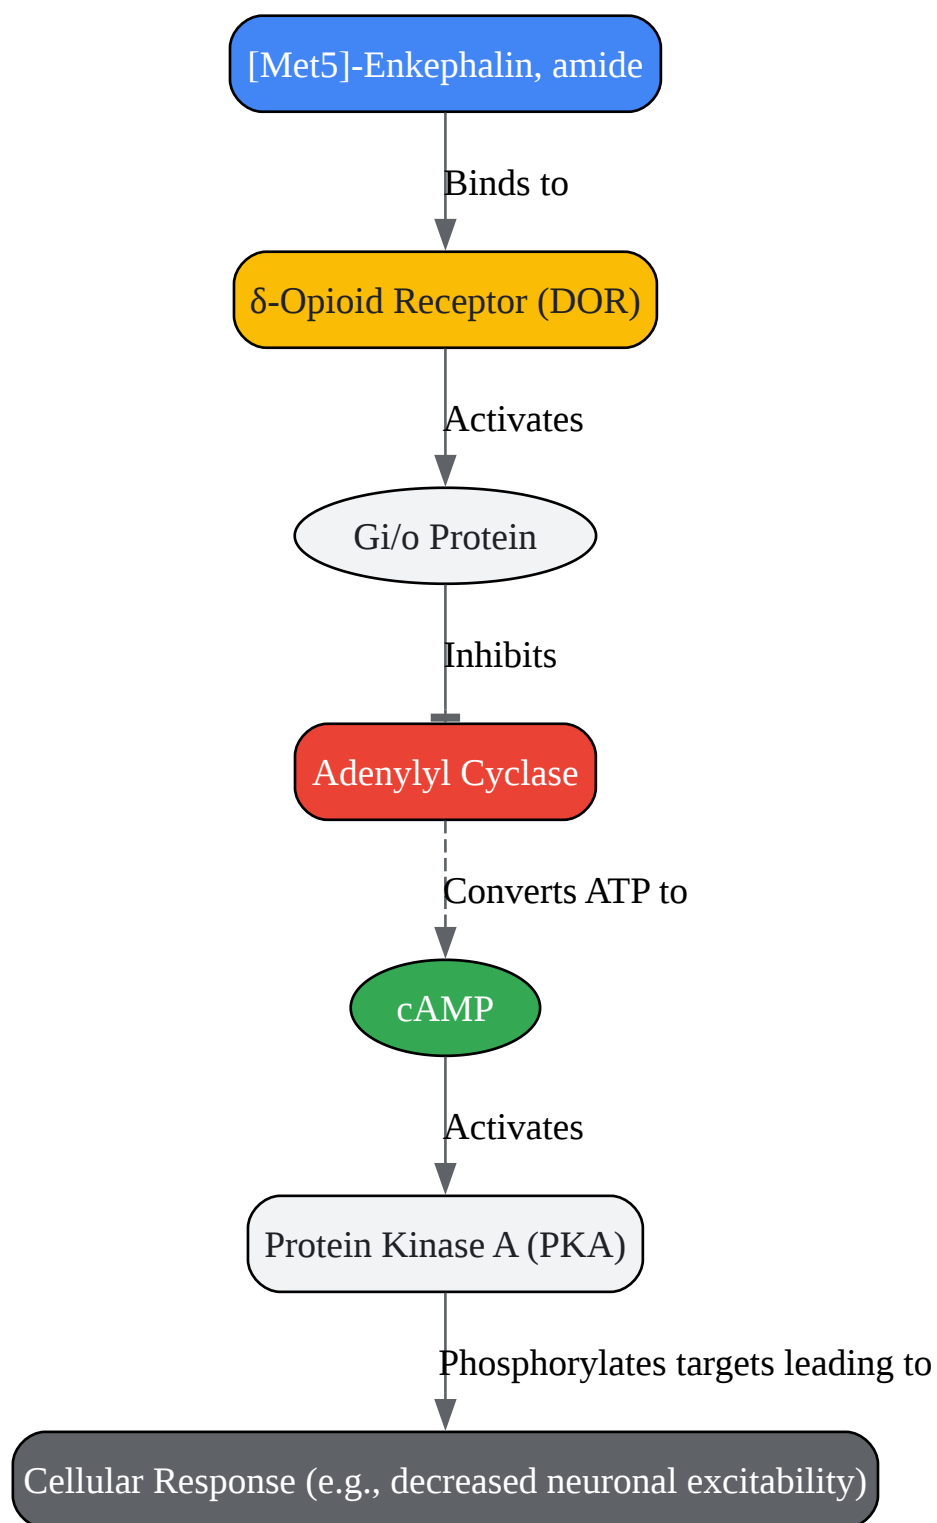 [Met5]-Enkephalin, amide
Binds to
δ-Opioid Receptor (DOR)
Activates
Gi/o Protein
Inhibits
Adenylyl Cyclase
Converts ATP to
cAMP
Activates
Protein Kinase A (PKA)
Phosphorylates targets leading to
Cellular Response (e.g., decreased neuronal excitability)